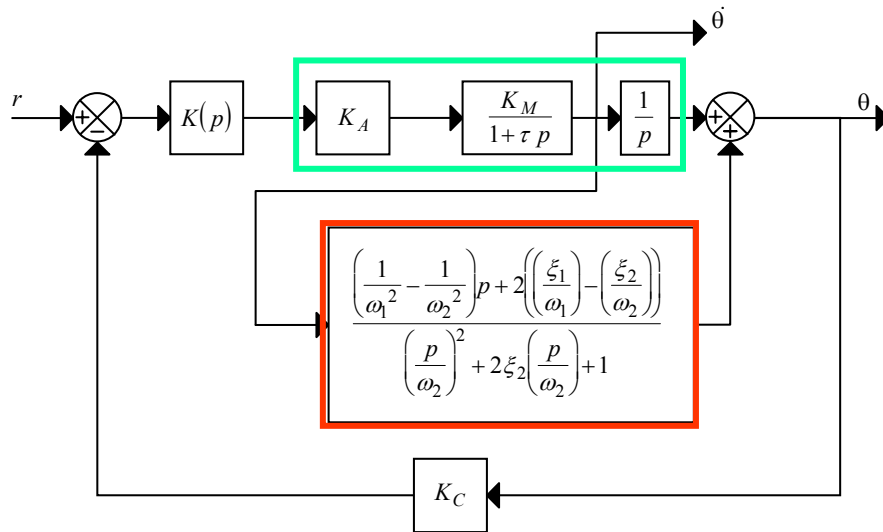 θ̇
r
+
−
K(p)
K_A
K_M / (1 + τ p)
1 / p
+
+
θ
((1/ω₁² − 1/ω₂²)p + 2((ξ₁/ω₁) − (ξ₂/ω₂))) / ((p/ω₂)² + 2ξ₂(p/ω₂) + 1)
K_C